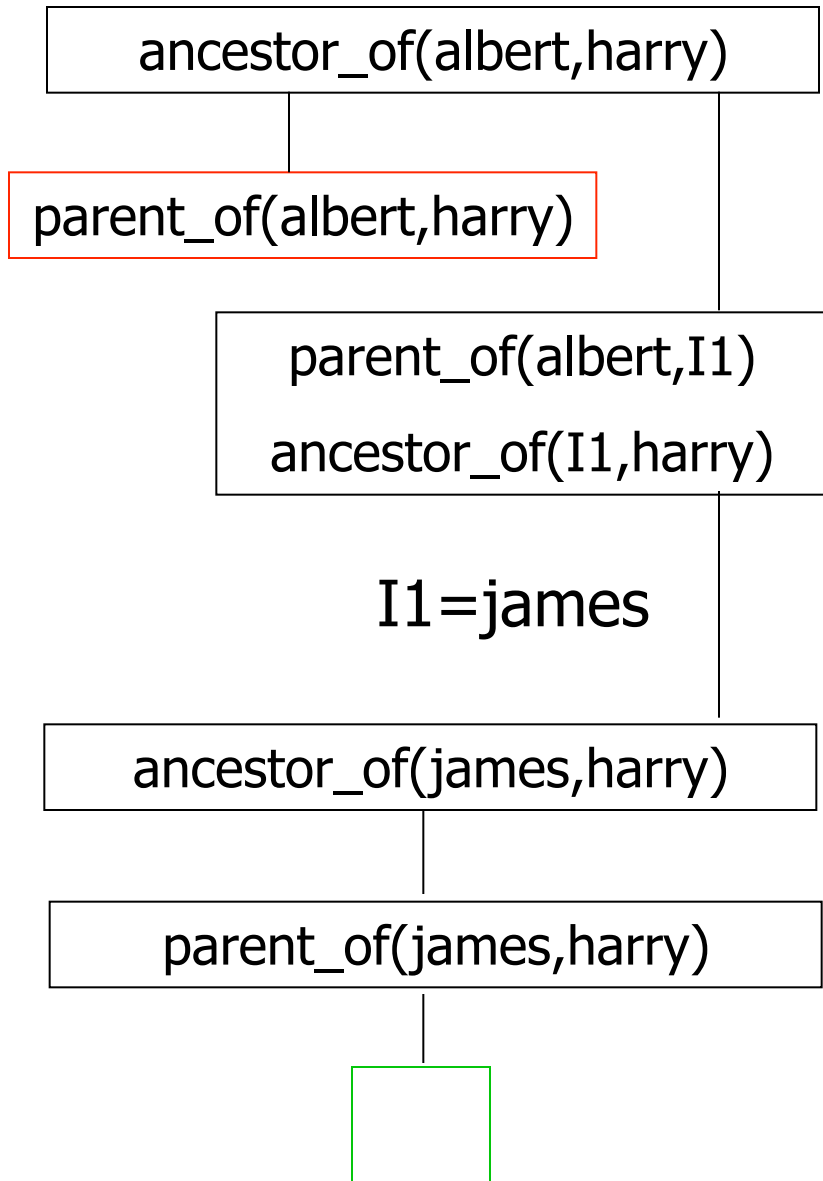 ancestor_of(albert,harry)
parent_of(albert,harry)
parent_of(albert,I1)
ancestor_of(I1,harry)
I1=james
ancestor_of(james,harry)
parent_of(james,harry)